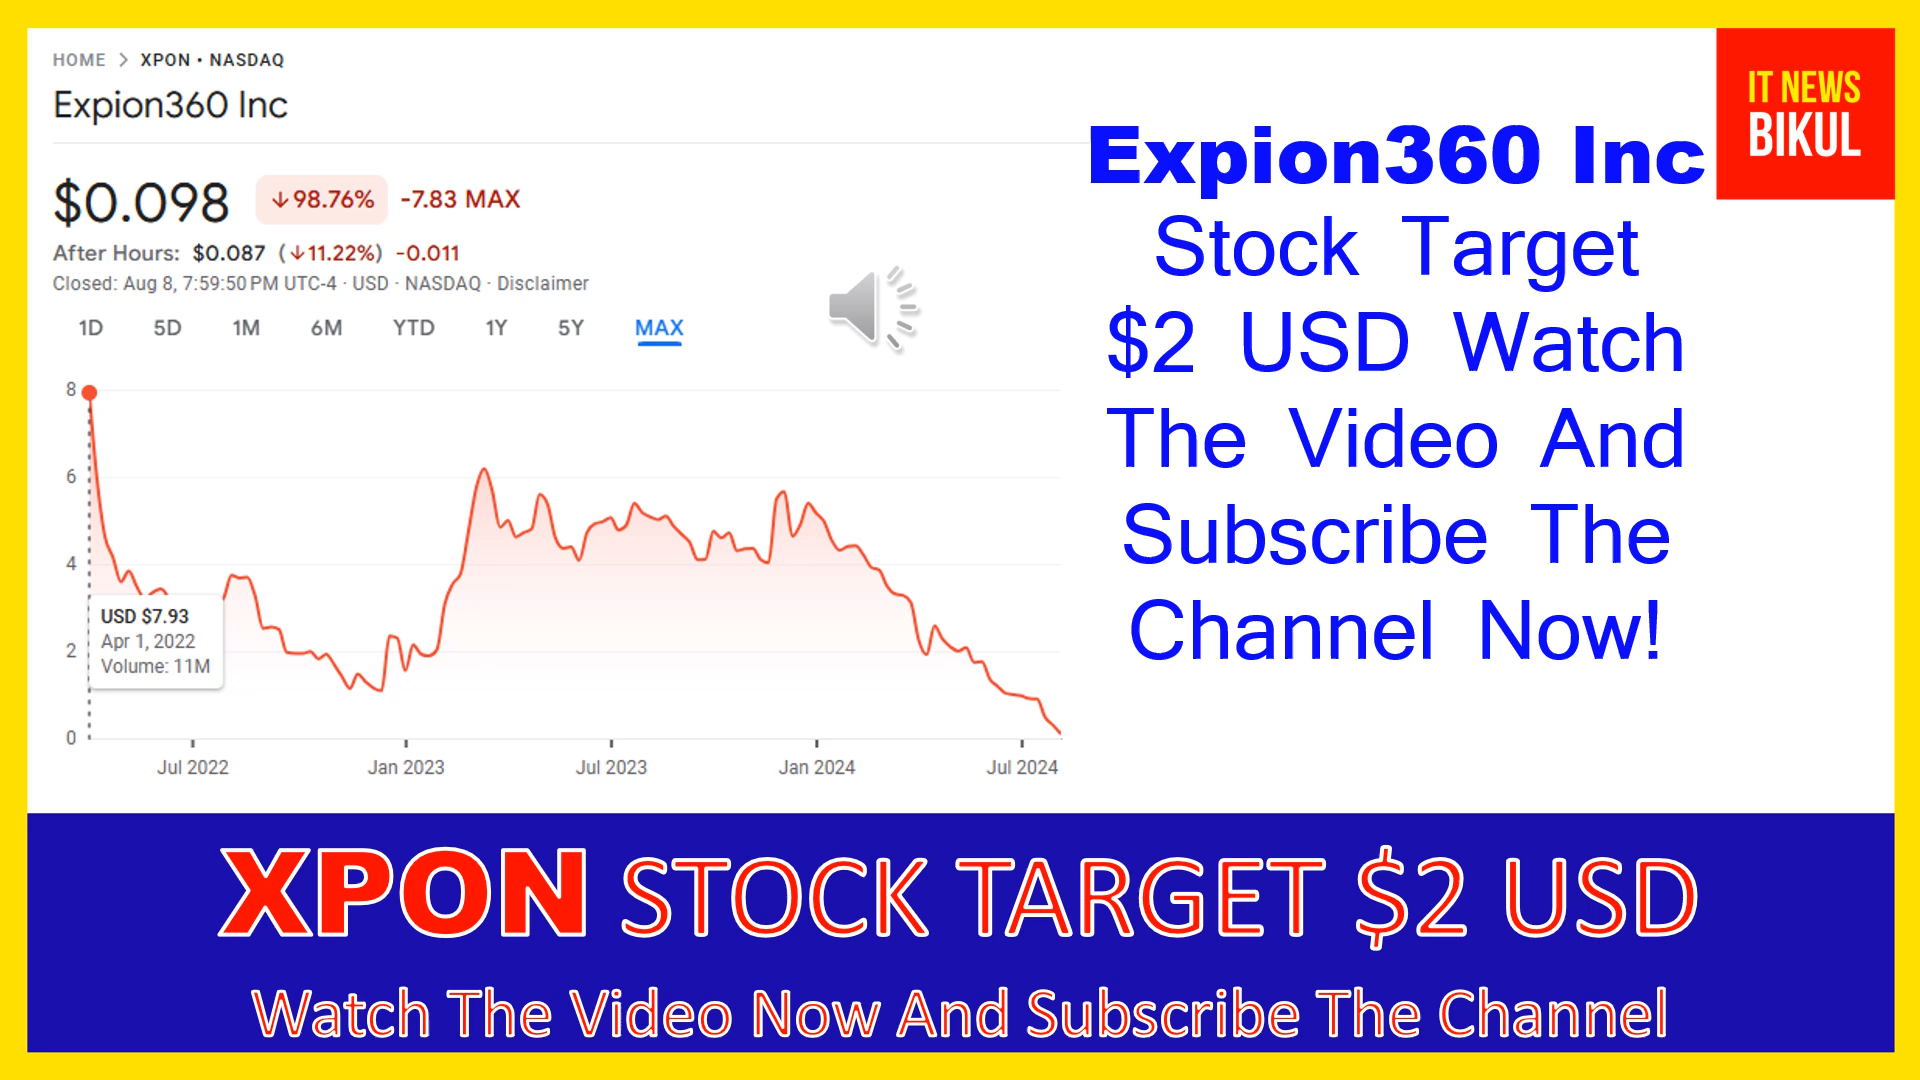 HOME > XPON • NASDAQ
Expion360 Inc
$0.098 ↓98.76% -7.83 MAX
After Hours: $0.087 (↓11.22%) -0.011
Closed: Aug 8, 7:59:50 PM UTC-4 · USD · NASDAQ · Disclaimer
1D 5D 1M 6M YTD 1Y 5Y MAX
8
6
4
2
0
USD $7.93
Apr 1, 2022
Volume: 11M
Jul 2022 Jan 2023 Jul 2023 Jan 2024 Jul 2024
Expion360 Inc
Stock Target
$2 USD Watch
The Video And
Subscribe The
Channel Now!
IT NEWS
BIKUL
XPON STOCK TARGET $2 USD
Watch The Video Now And Subscribe The Channel